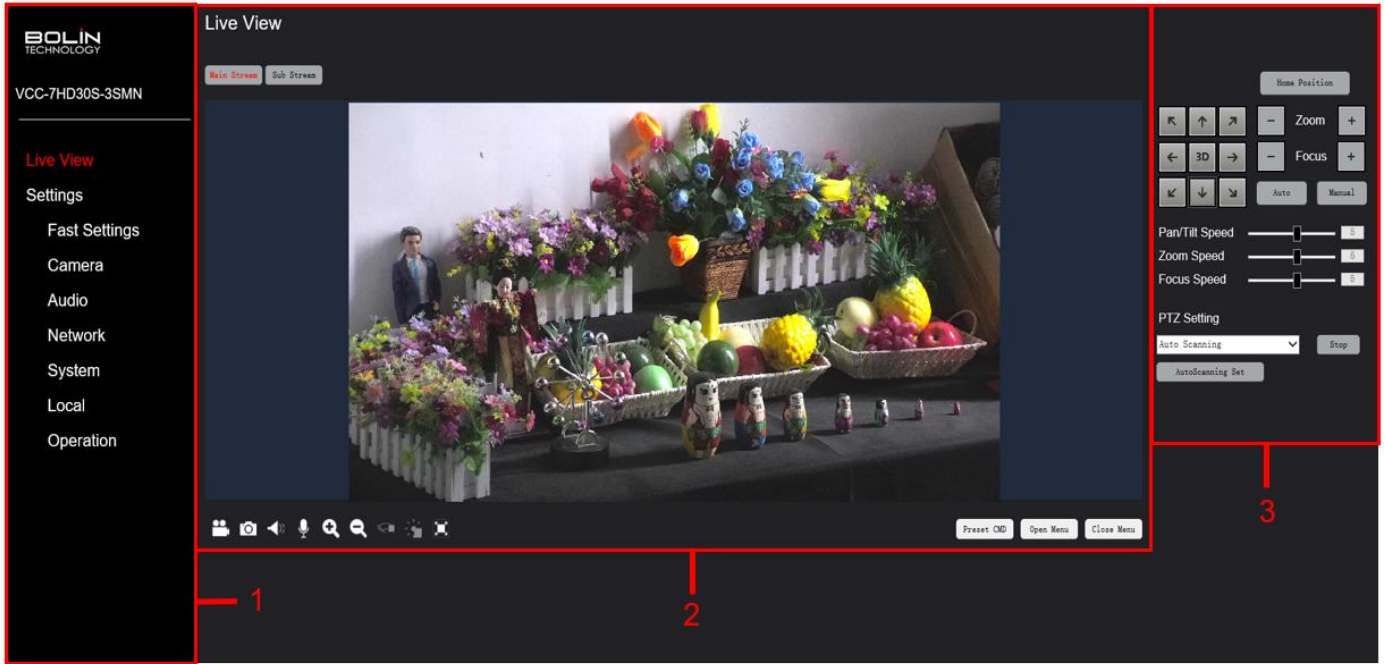 BOLIN
TECHNOLOGY
VCC-7HD30S-3SMN
Live View
Settings
Fast Settings
Camera
Audio
Network
System
Local
Operation
1
Live View
Main Stream
Sub Stream
Preset CMD
Open Menu
Close Menu
2
Home Position
- Zoom +
3D
- Focus +
Auto
Manual
Pan/Tilt Speed 5
Zoom Speed 5
Focus Speed 5
PTZ Setting
Auto Scanning
Stop
AutoScanning Set
3